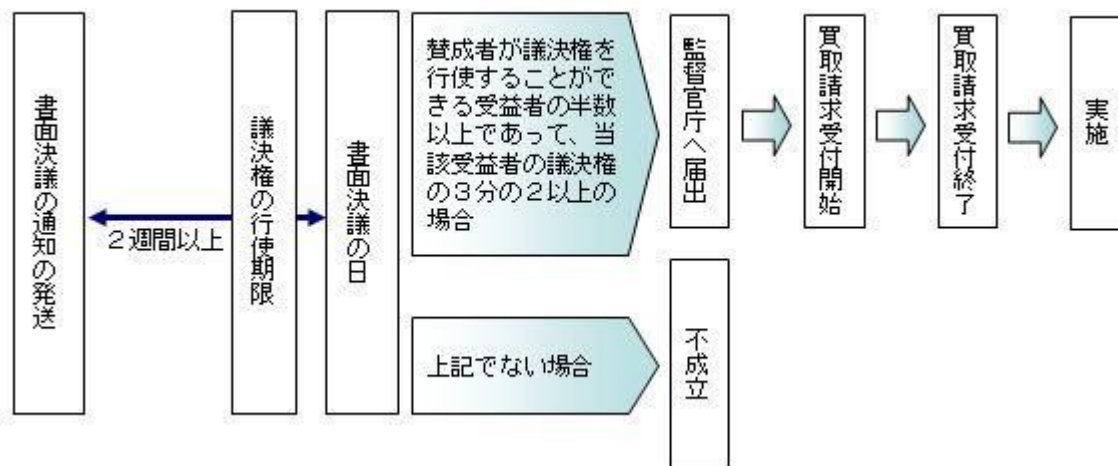 書面決議の通知の発送
2週間以上
議決権の行使期限
書面決議の日
賛成者が議決権を
行使することがで
きる受益者の半数
以上であって、当
該受益者の議決権
の3分の2以上の
場合
監督官庁へ届出
買取請求受付開始
買取請求受付終了
実施
上記でない場合
不成立